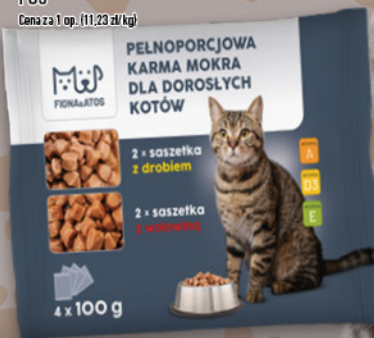 Cena za 1 op. (11,23 zł/kg)
FIONA&ATOS
PEŁNOPORCJOWA
KARMA MOKRA
DLA DOROSŁYCH
KOTÓW
2 x saszetka
z drobiem
2 x saszetka
z wołowiną
A
D3
E
4 x 100 g